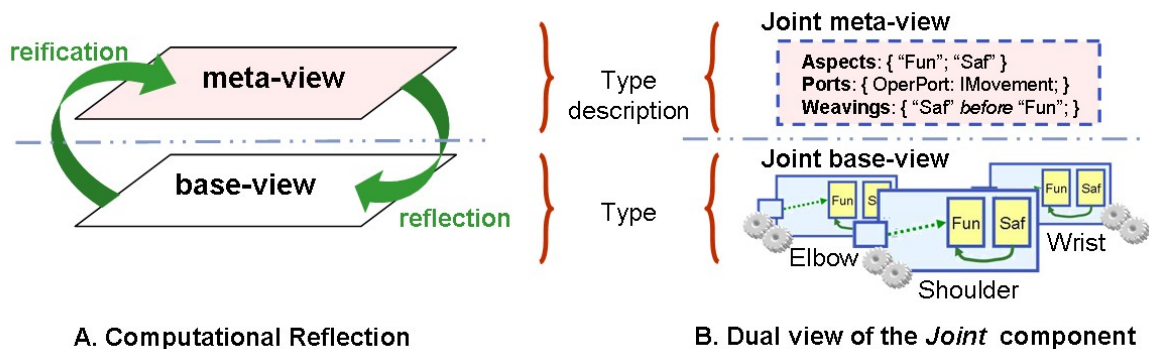 reification
meta-view
base-view
reflection
A. Computational Reflection
Type
description
Type
Joint meta-view
Aspects: { “Fun”; “Saf” }
Ports: { OperPort: IMovement; }
Weavings: { “Saf” before “Fun”; }
Joint base-view
Fun
Fun
Saf
Fun
Saf
Elbow
Wrist
Shoulder
B. Dual view of the Joint component